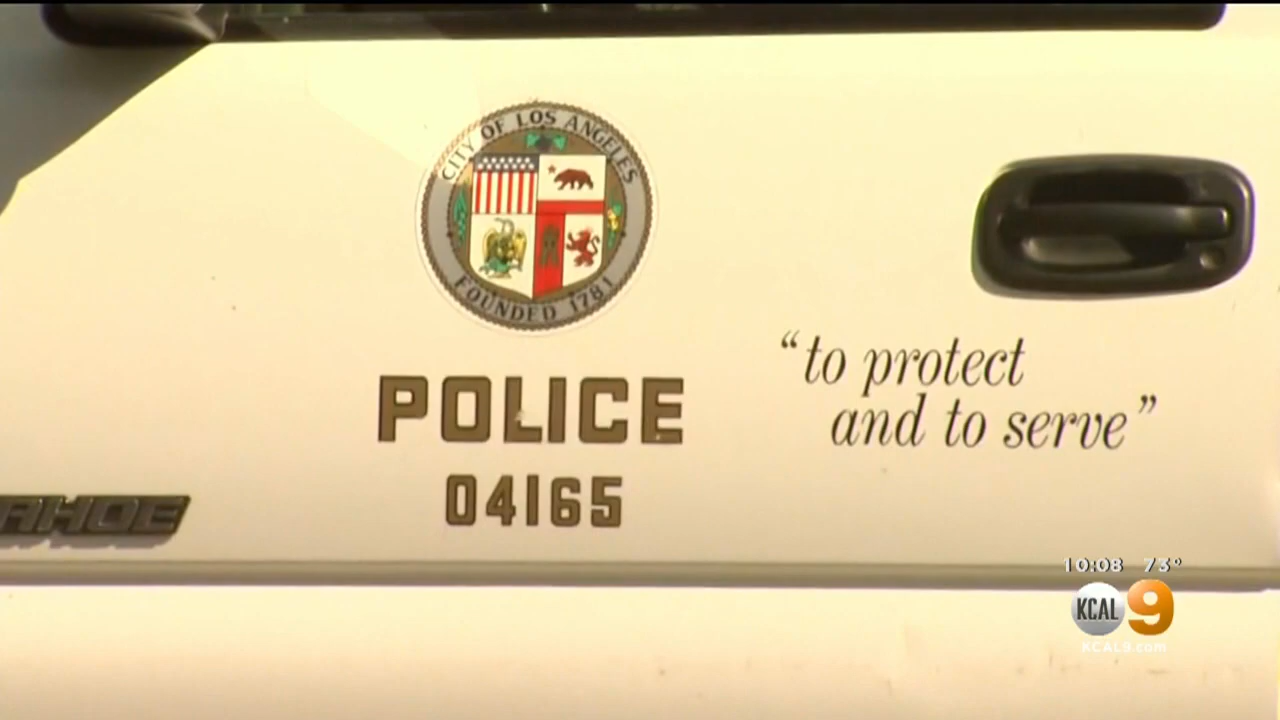 CITY OF LOS ANGELES
FOUNDED 1781
POLICE
04165
“to protect
and to serve”
AHOE
10:08 73°
KCAL 9
KCAL9.com